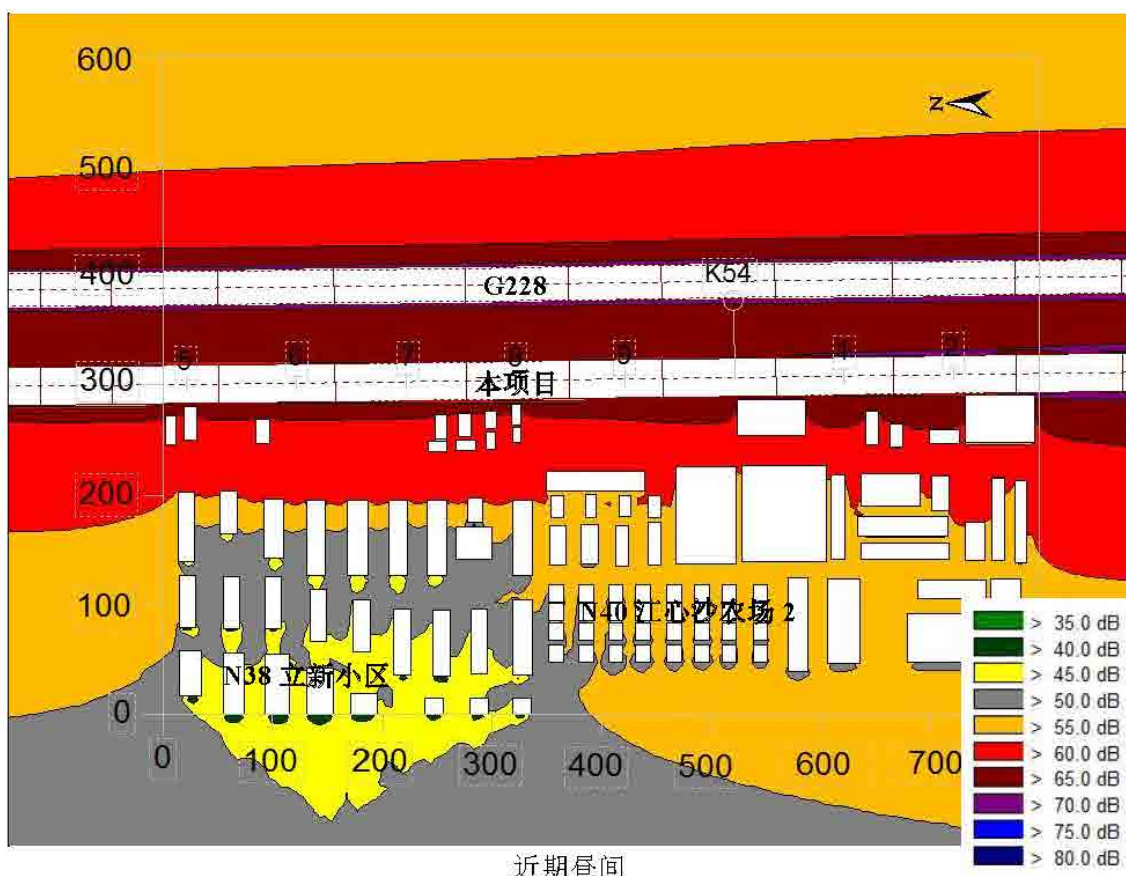 600
500
400
300
200
100
0
0 100 200 300 400 500 600 700
Z
G228
K54
5 6 7 8 9 1 2
本项目
N40 江心沙农场 2
N38 立新小区
> 35.0 dB
> 40.0 dB
> 45.0 dB
> 50.0 dB
> 55.0 dB
> 60.0 dB
> 65.0 dB
> 70.0 dB
> 75.0 dB
> 80.0 dB
近期昼间